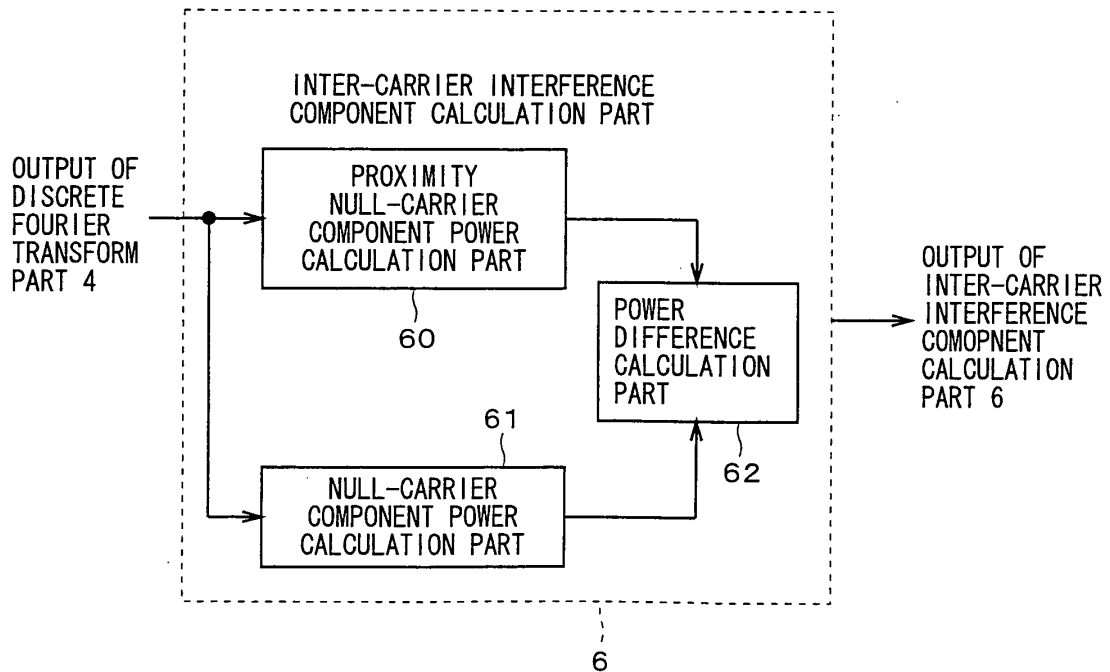 INTER-CARRIER INTERFERENCE
COMPONENT CALCULATION PART
OUTPUT OF
DISCRETE
FOURIER
TRANSFORM
PART 4
PROXIMITY
NULL-CARRIER
COMPONENT POWER
CALCULATION PART
60
POWER
DIFFERENCE
CALCULATION
PART
62
OUTPUT OF
INTER-CARRIER
INTERFERENCE
COMOPNENT
CALCULATION
PART 6
61
NULL-CARRIER
COMPONENT POWER
CALCULATION PART
6